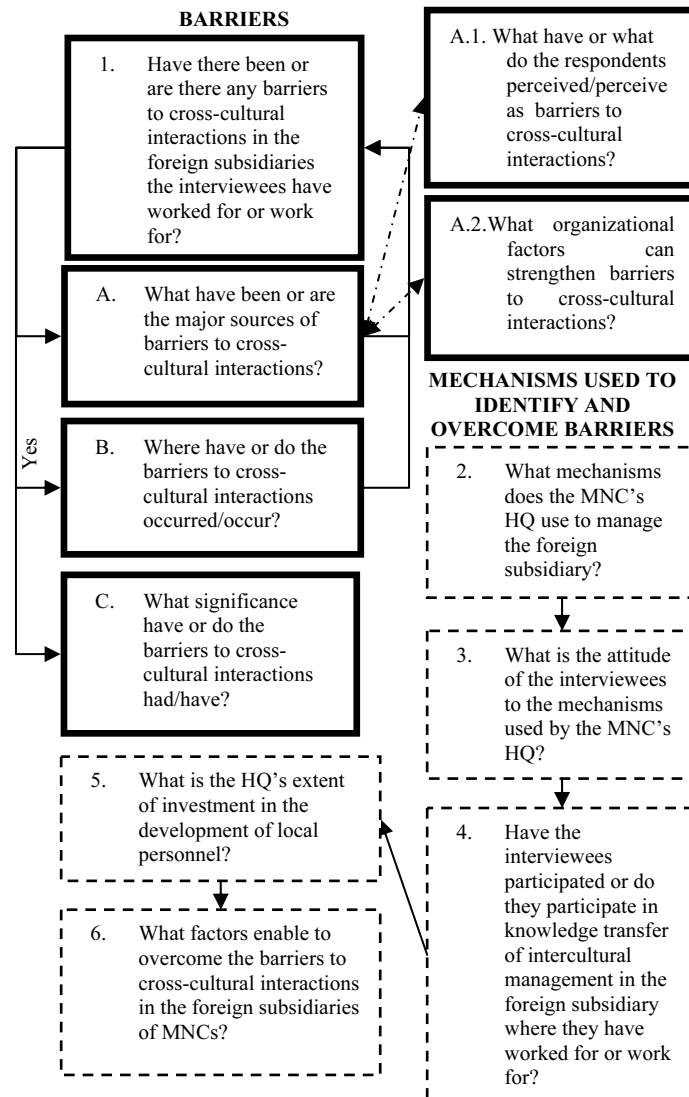 BARRIERS
1. Have there been or
are there any barriers
to cross-cultural
interactions in the
foreign subsidiaries
the interviewees have
worked for or work
for?
A. What have been or are
the major sources of
barriers to cross-
cultural interactions?
Yes
B. Where have or do the
barriers to cross-
cultural interactions
occurred/occur?
C. What significance
have or do the
barriers to cross-
cultural interactions
had/have?
A.1. What have or what
do the respondents
perceived/perceive
as barriers to
cross-cultural
interactions?
A.2.What organizational
factors can
strengthen barriers
to cross-cultural
interactions?
MECHANISMS USED TO
IDENTIFY AND
OVERCOME BARRIERS
2. What mechanisms
does the MNC’s
HQ use to manage
the foreign
subsidiary?
3. What is the attitude
of the interviewees
to the mechanisms
used by the MNC’s
HQ?
4. Have the
interviewees
participated or do
they participate in
knowledge transfer
of intercultural
management in the
foreign subsidiary
where they have
worked for or work
for?
5. What is the HQ’s extent
of investment in the
development of local
personnel?
6. What factors enable to
overcome the barriers to
cross-cultural interactions
in the foreign subsidiaries
of MNCs?